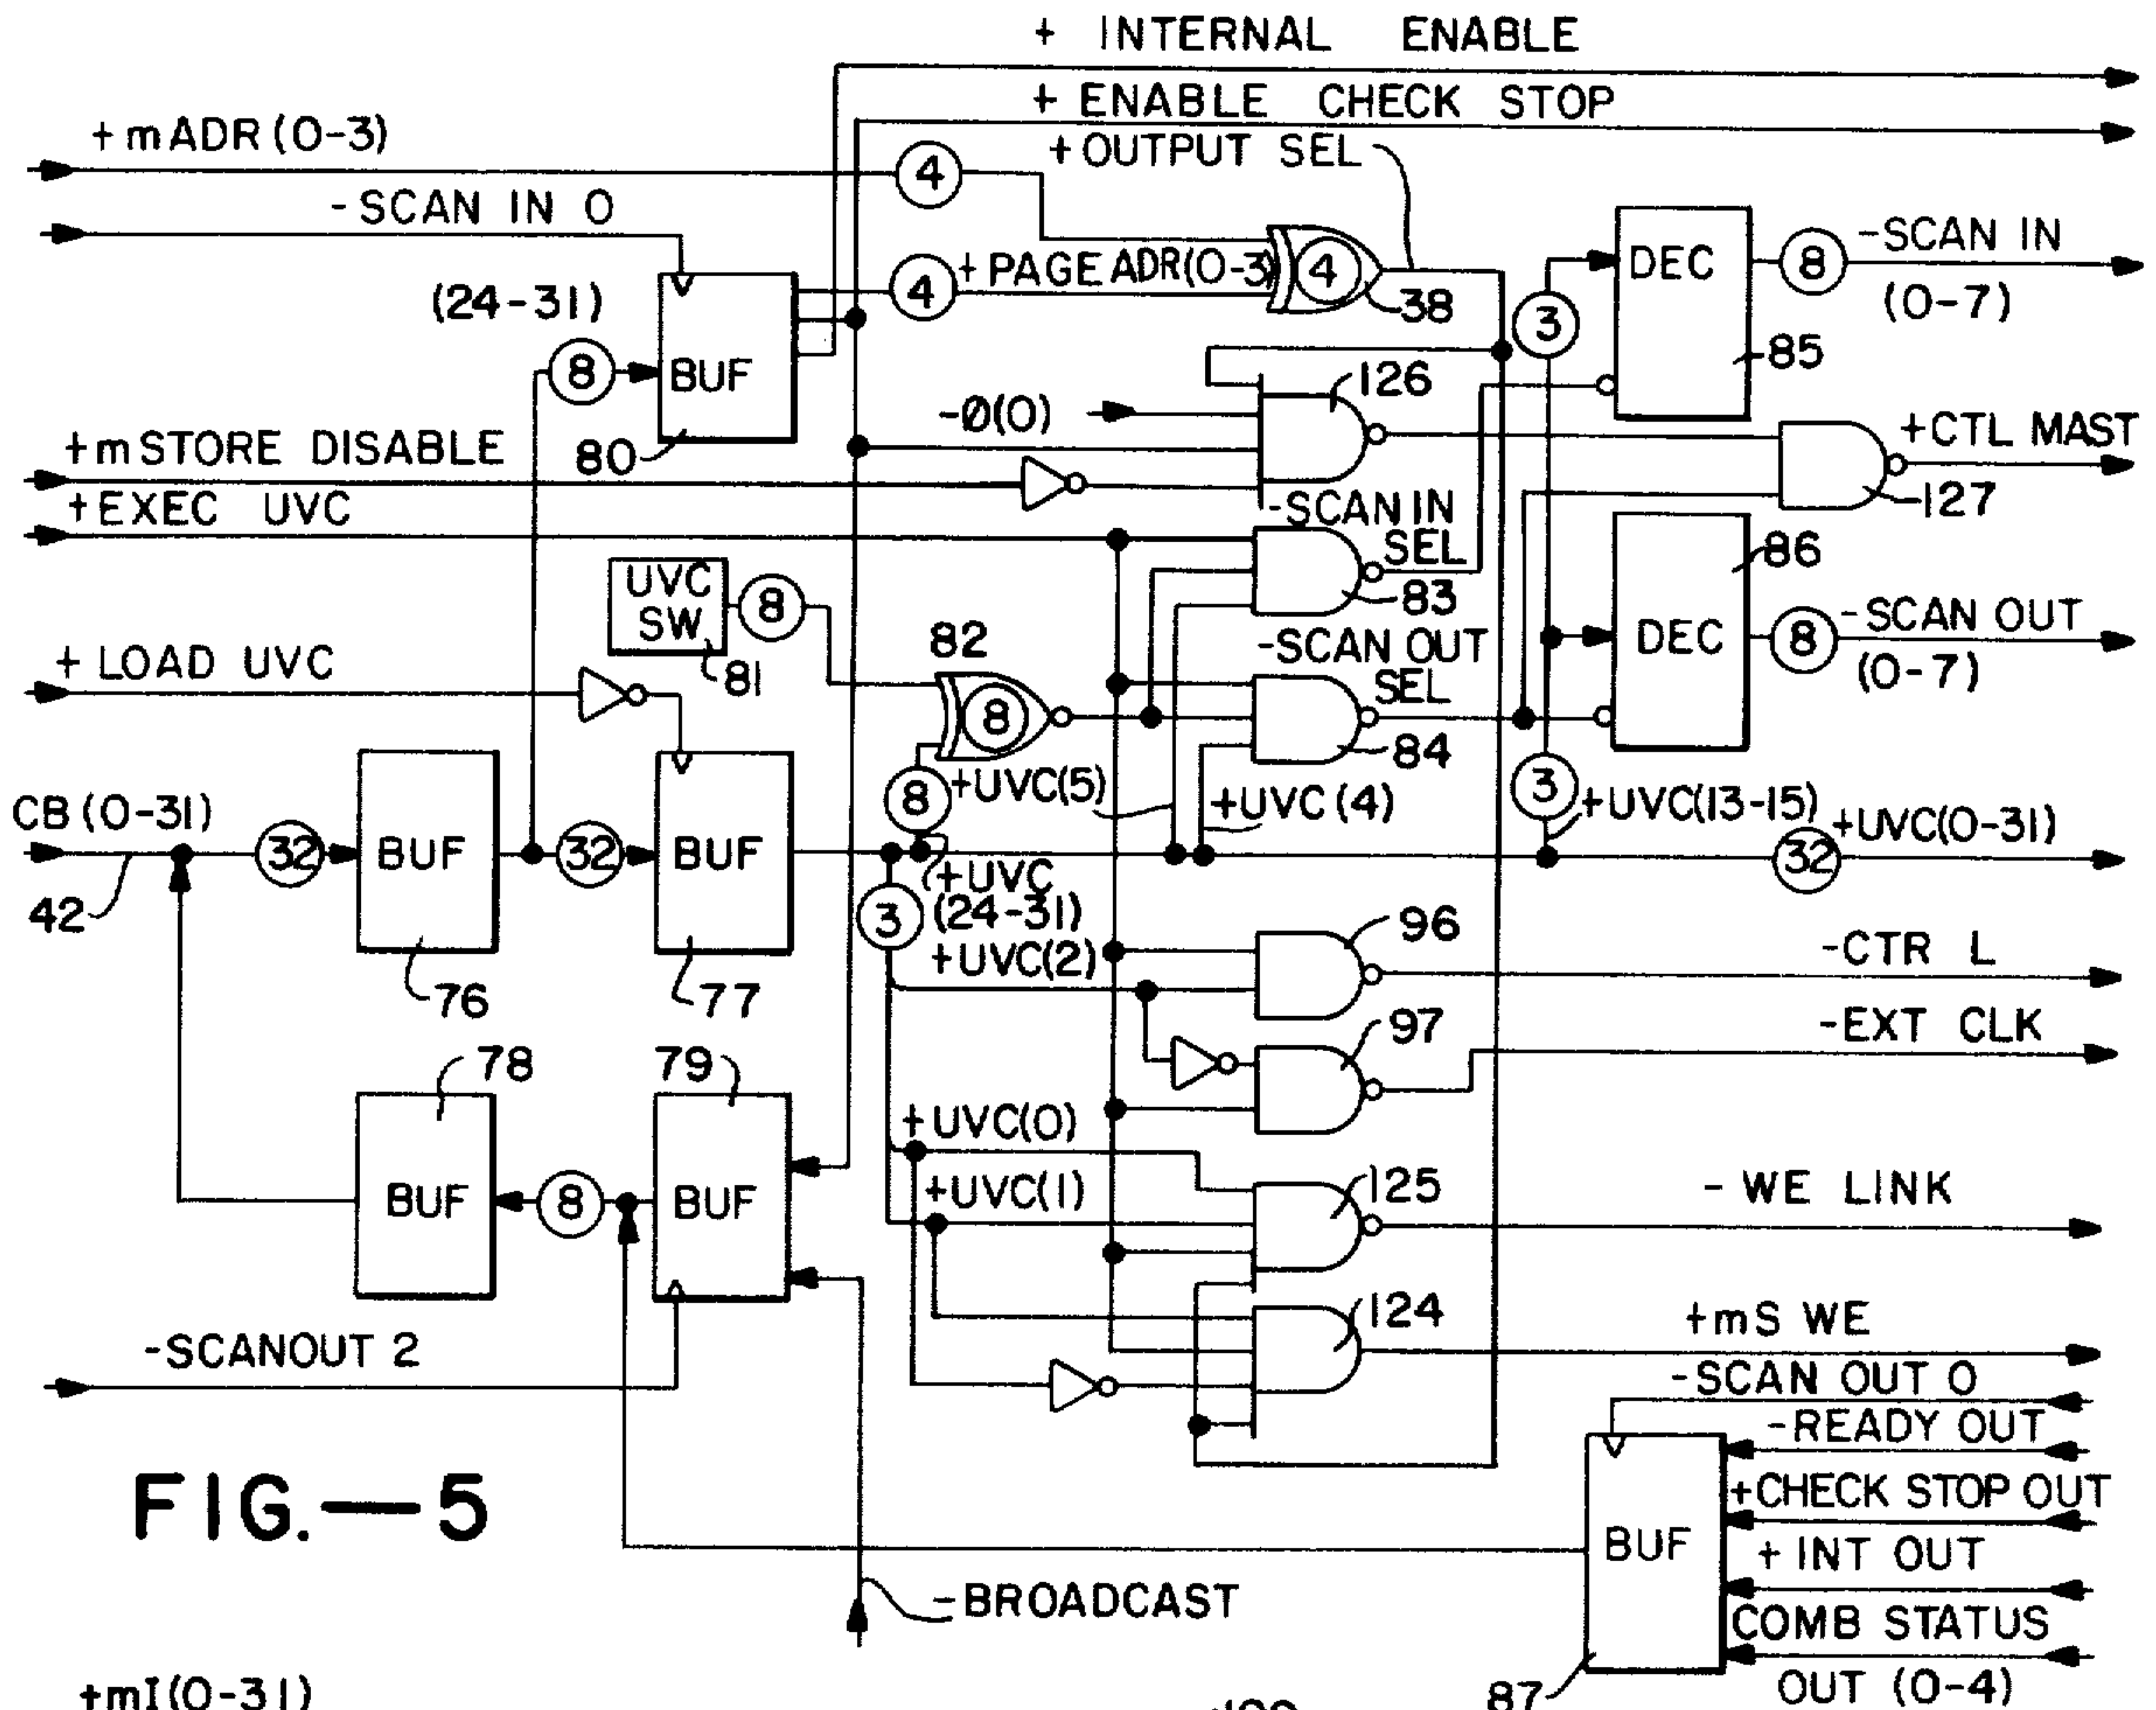 + INTERNAL ENABLE
+ ENABLE CHECK STOP
+mADR(0-3)
+OUTPUT SEL
4
-SCAN IN 0
DEC
8
-SCAN IN
(0-7)
+PAGE ADR(0-3)
4
4
38
(24-31)
3
85
8
BUF
126
-Ø(0)
+CTL MAST
+mSTORE DISABLE
80
127
+EXEC UVC
-SCAN IN
SEL
86
UVC
SW
8
83
-SCAN OUT
(0-7)
82
DEC
8
+ LOAD UVC
81
-SCAN OUT
SEL
8
84
CB(0-31)
8
+UVC(5)
+UVC(4)
3
+UVC(13-15)
+UVC(0-31)
32
BUF
32
BUF
32
42
+UVC
(24-31)
3
96
+UVC(2)
-CTR L
76
77
97
-EXT CLK
78
79
+UVC(0)
BUF
8
BUF
+UVC(1)
125
- WE LINK
124
+mS WE
-SCANOUT 2
-SCAN OUT 0
-READY OUT
FIG.—5
+CHECK STOP OUT
BUF
+ INT OUT
-BROADCAST
COMB STATUS
OUT (0-4)
87
+mI(0-31)